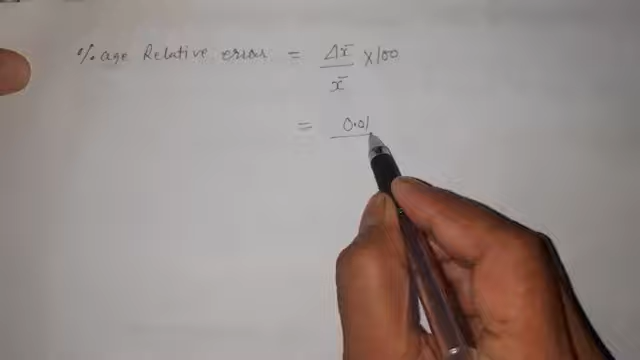 %age Relative error = Δx̄/x̄ ×100
= 0.01